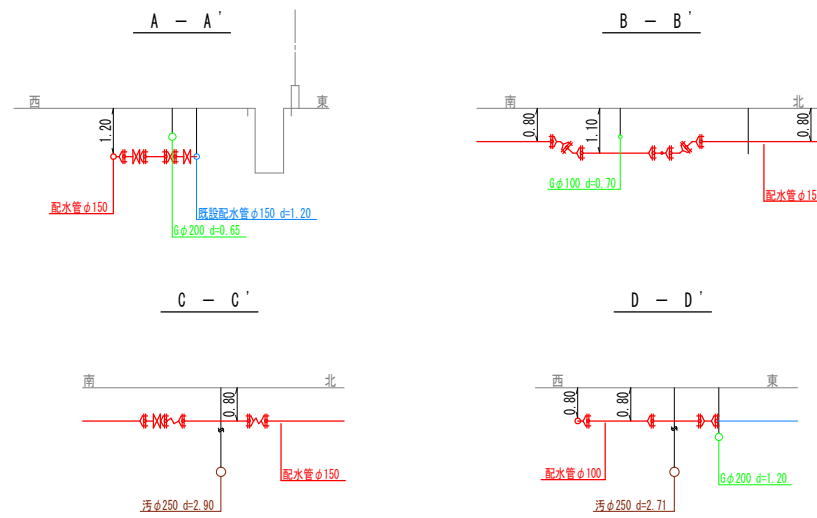 A － A'
西
東
1.20
配水管φ150
既設配水管φ150 d=1.20
Gφ200 d=0.65
B － B'
南
北
0.80
1.10
0.80
Gφ100 d=0.70
配水管φ15
C － C'
南
北
0.80
配水管φ150
汚φ250 d=2.90
D － D'
西
東
0.80
0.80
配水管φ100
Gφ200 d=1.20
汚φ250 d=2.71